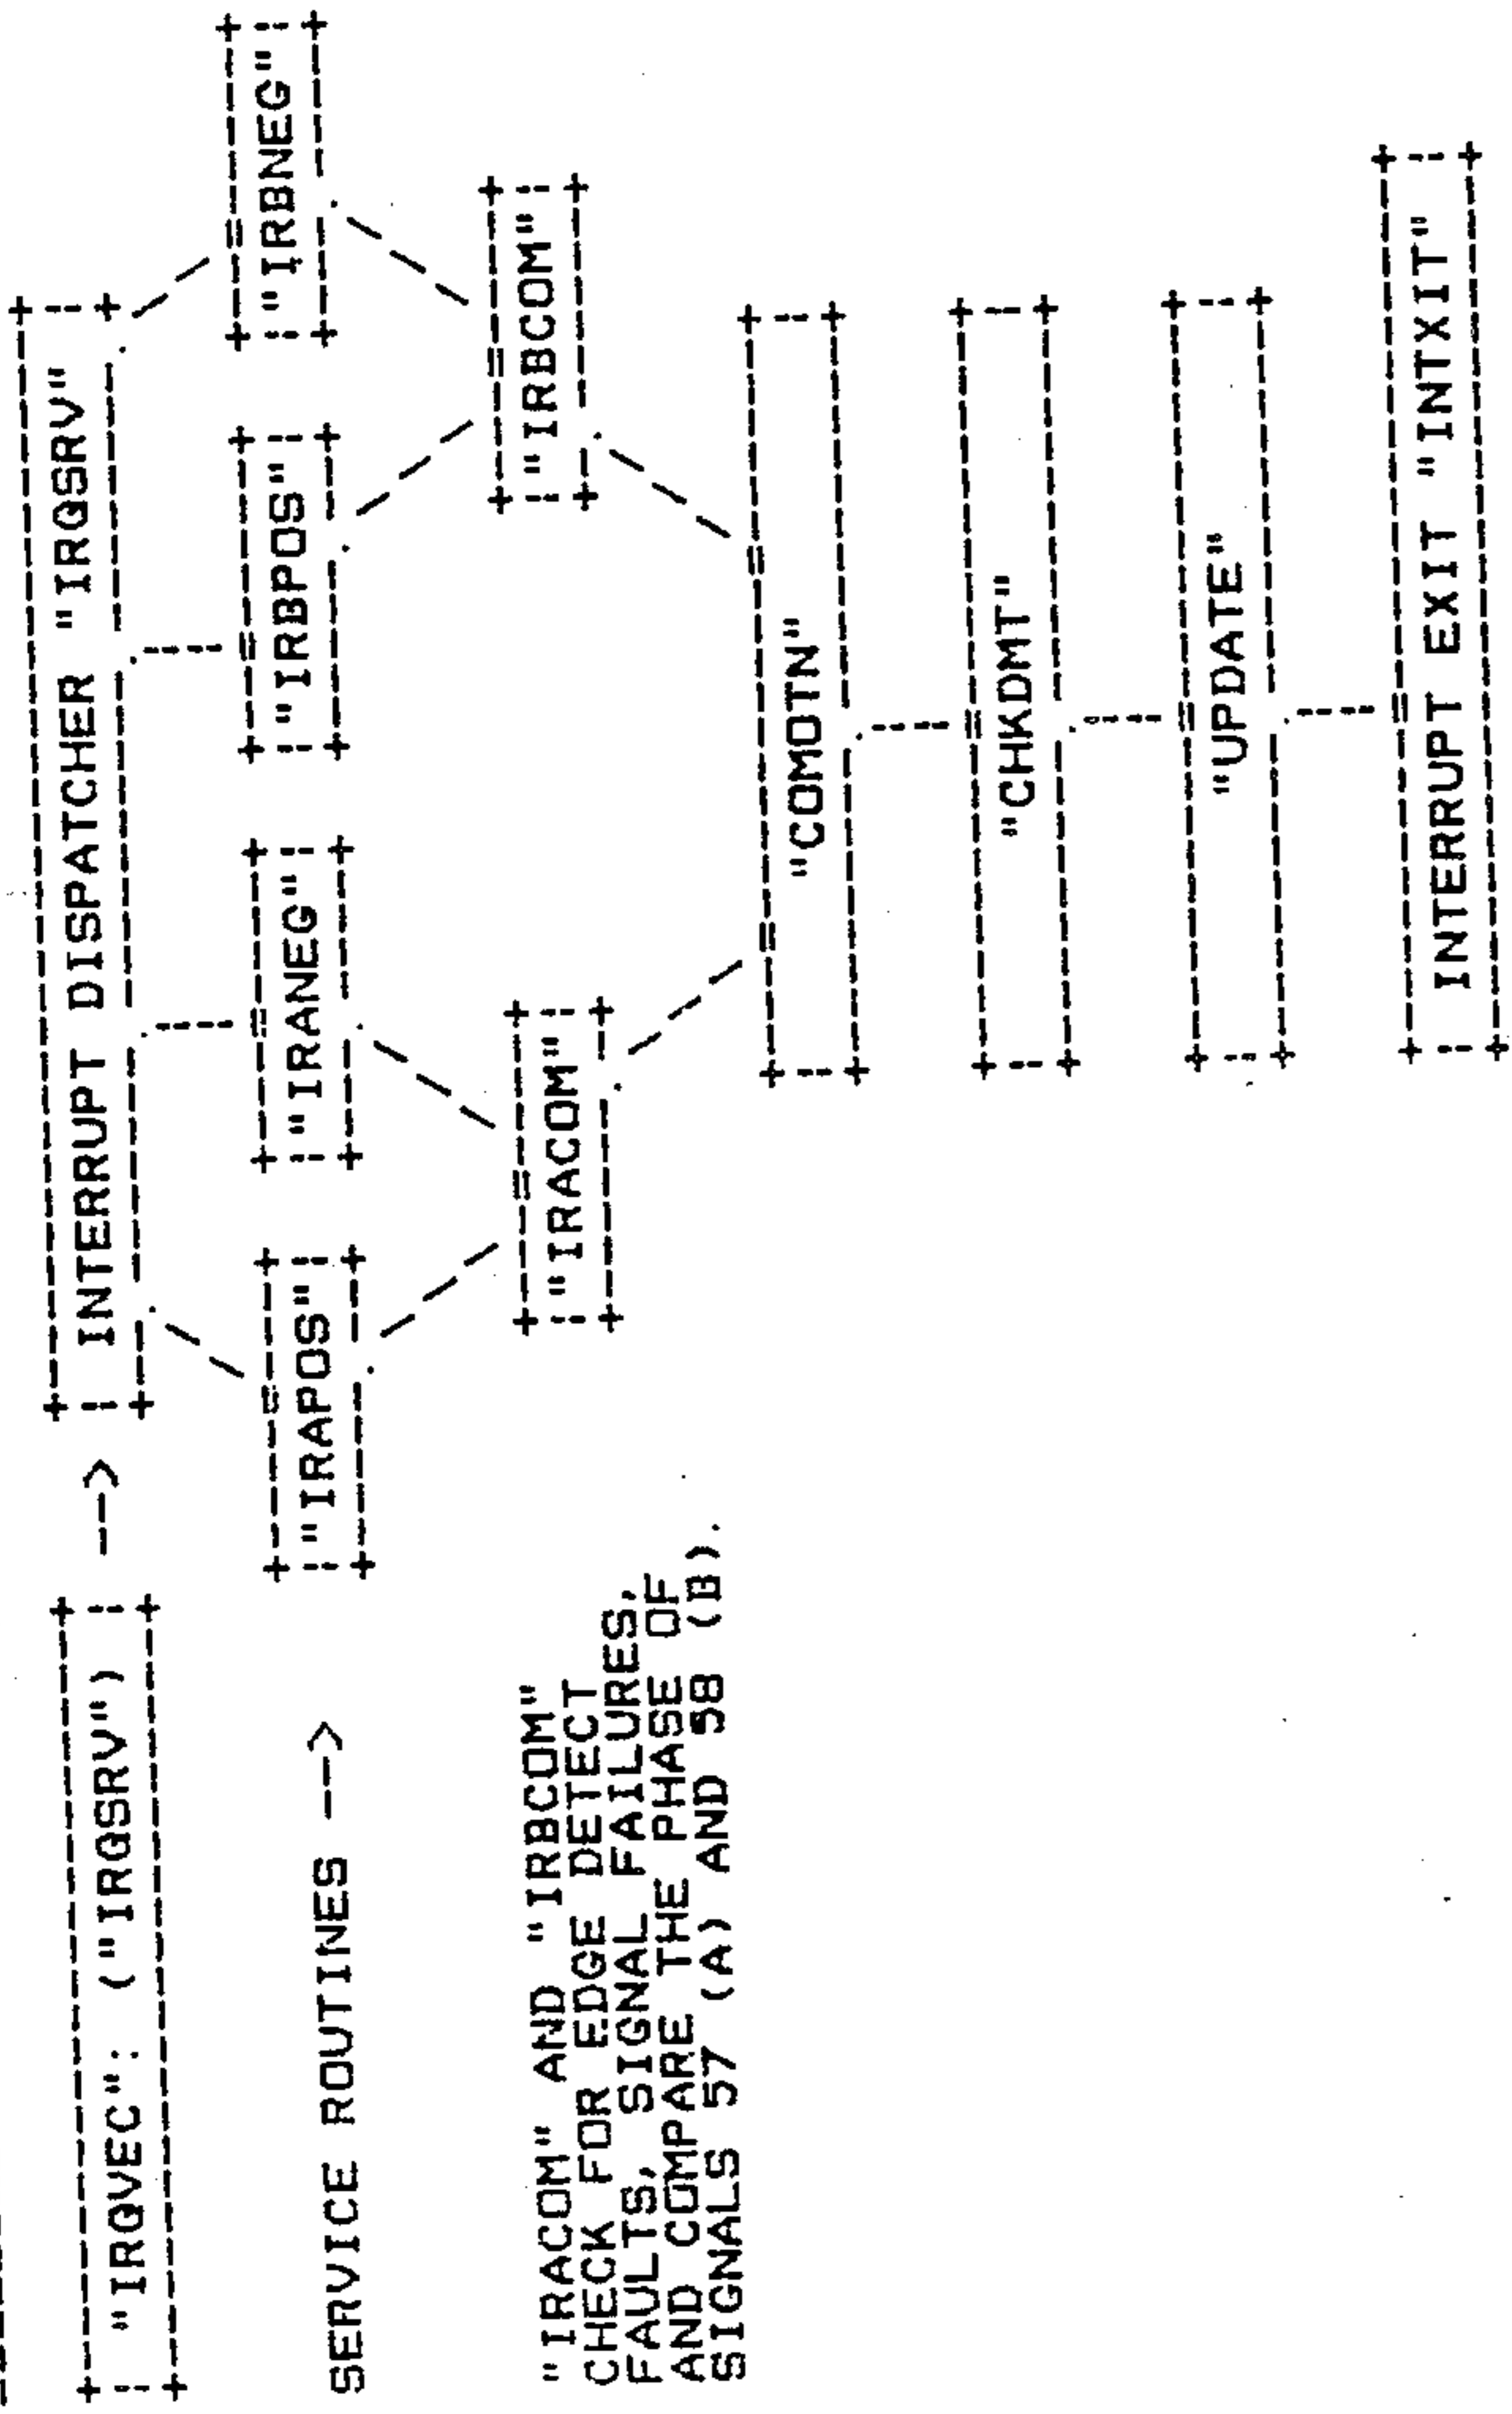 "IRQVEC": ("IRQSRV") --> INTERRUPT DISPATCHER "IRQSRV"
SERVICE ROUTINES --> "IRAPOS" "IRANEG" "IRBPOS" "IRBNEG"
"IRACOM" "IRBCOM"
"IRACOM" AND "IRBCOM"
CHECK FOR EDGE DETECT
FAULTS, SIGNAL FAILURES,
AND COMPARE THE PHASE OF
SIGNALS 57 (A) AND 58 (B).
"COMOTN"
"CHKDMT"
"UPDATE"
INTERRUPT EXIT "INTXIT"